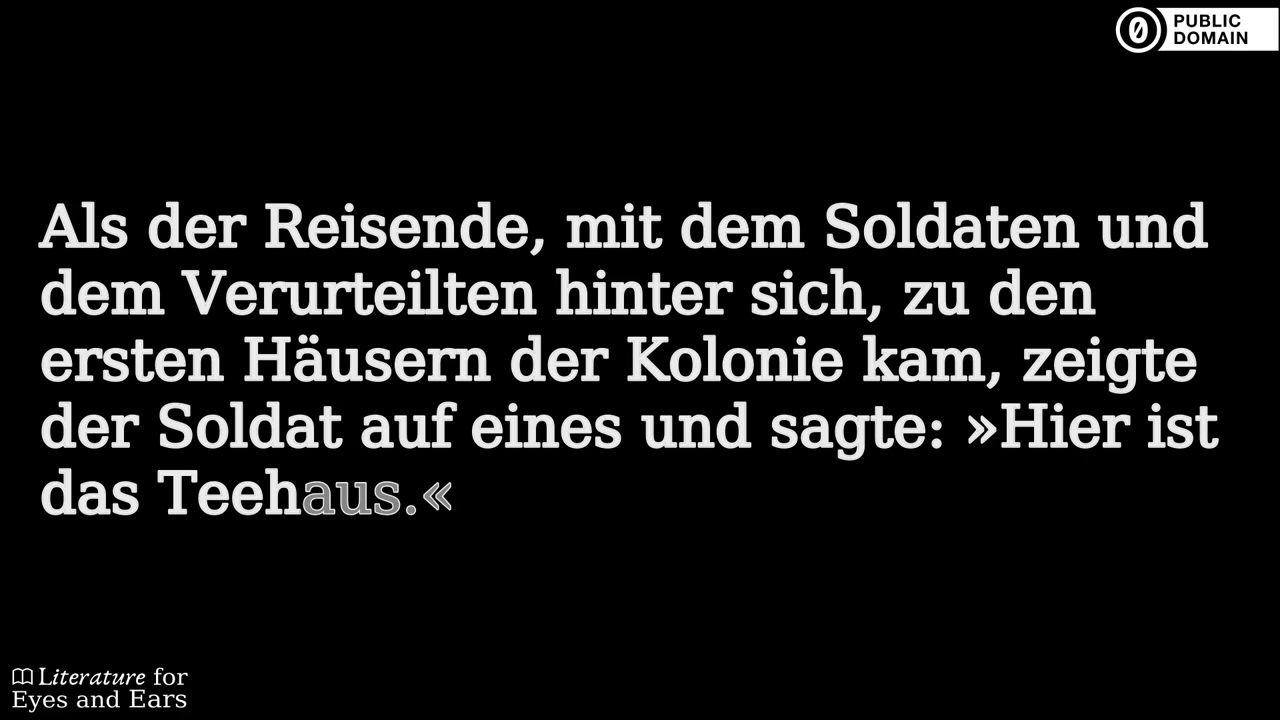 PUBLIC
DOMAIN
Als der Reisende, mit dem Soldaten und
dem Verurteilten hinter sich, zu den
ersten Häusern der Kolonie kam, zeigte
der Soldat auf eines und sagte: »Hier ist
das Teehaus.«
Literature for
Eyes and Ears